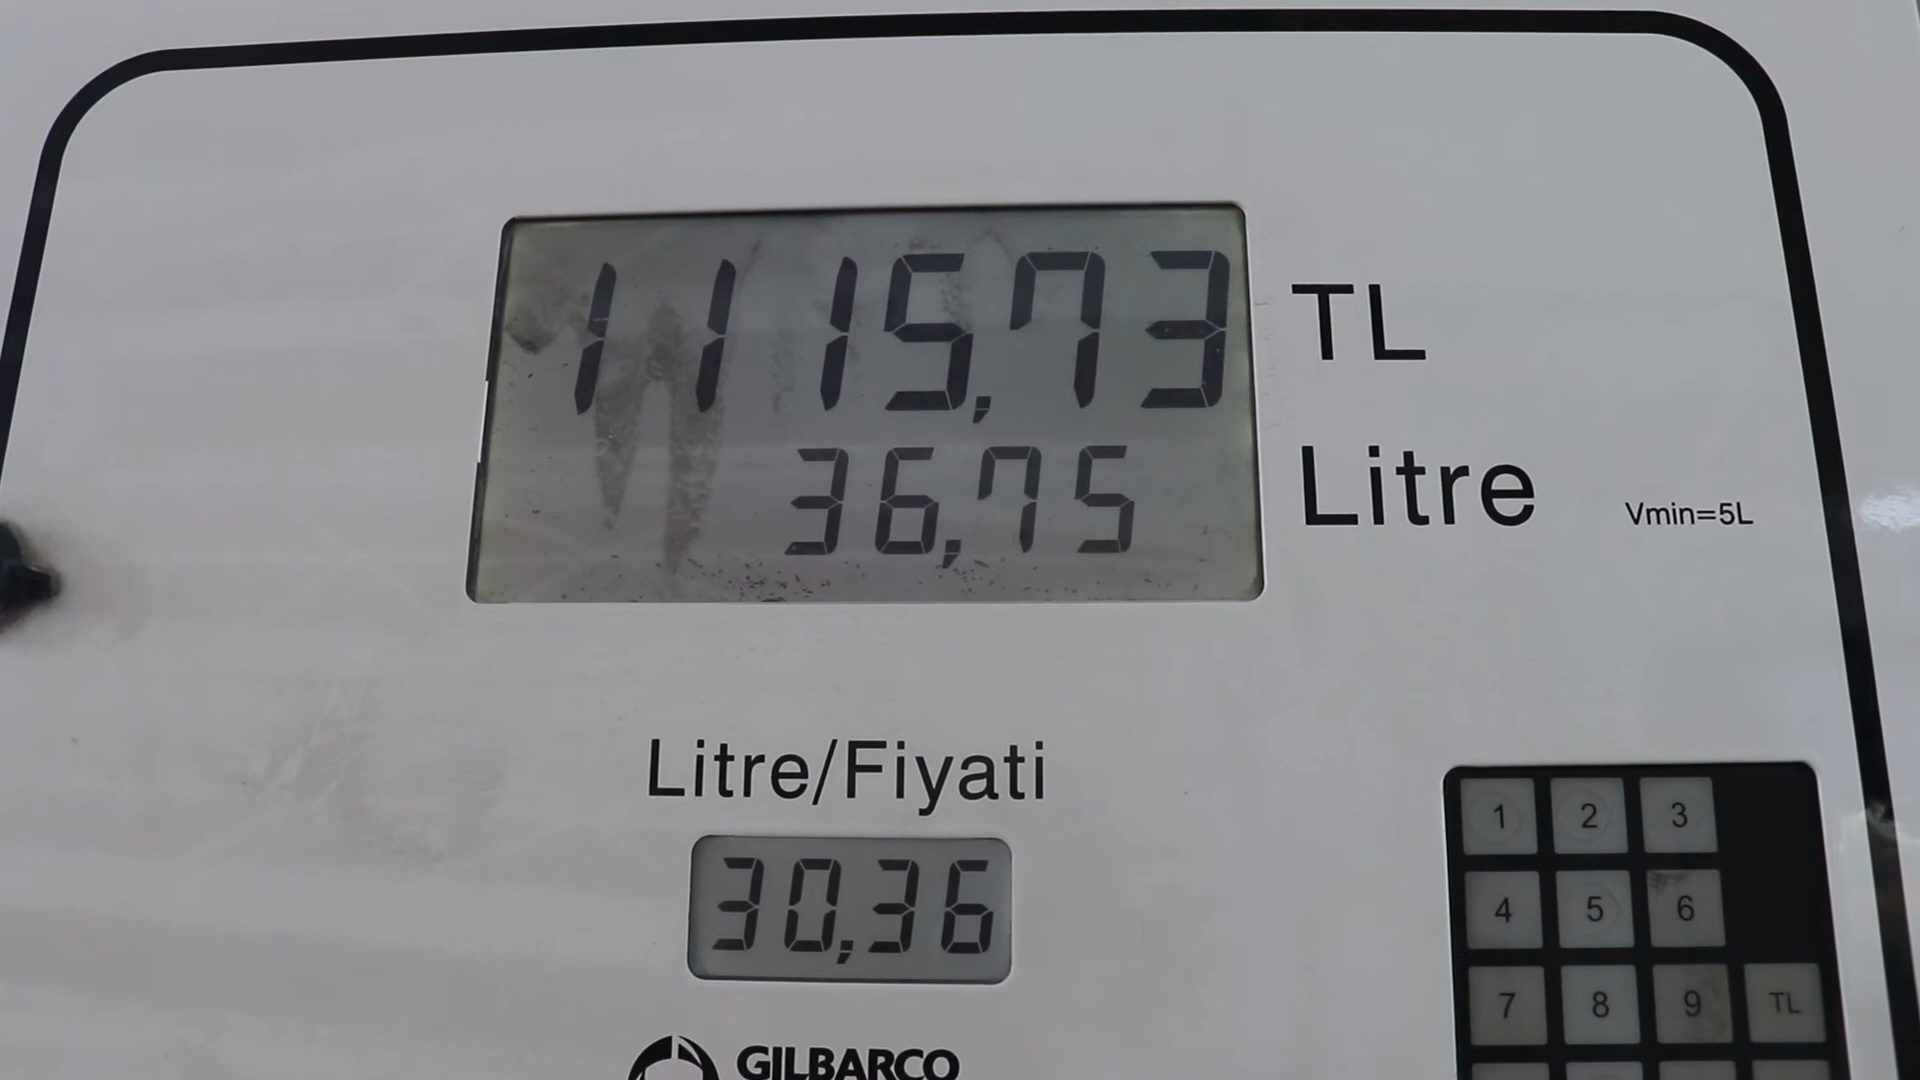 1115,73 TL
36,75 Litre Vmin=5L
Litre/Fiyati
30,36
1 2 3
4 5 6
7 8 9 TL
GILBARCO